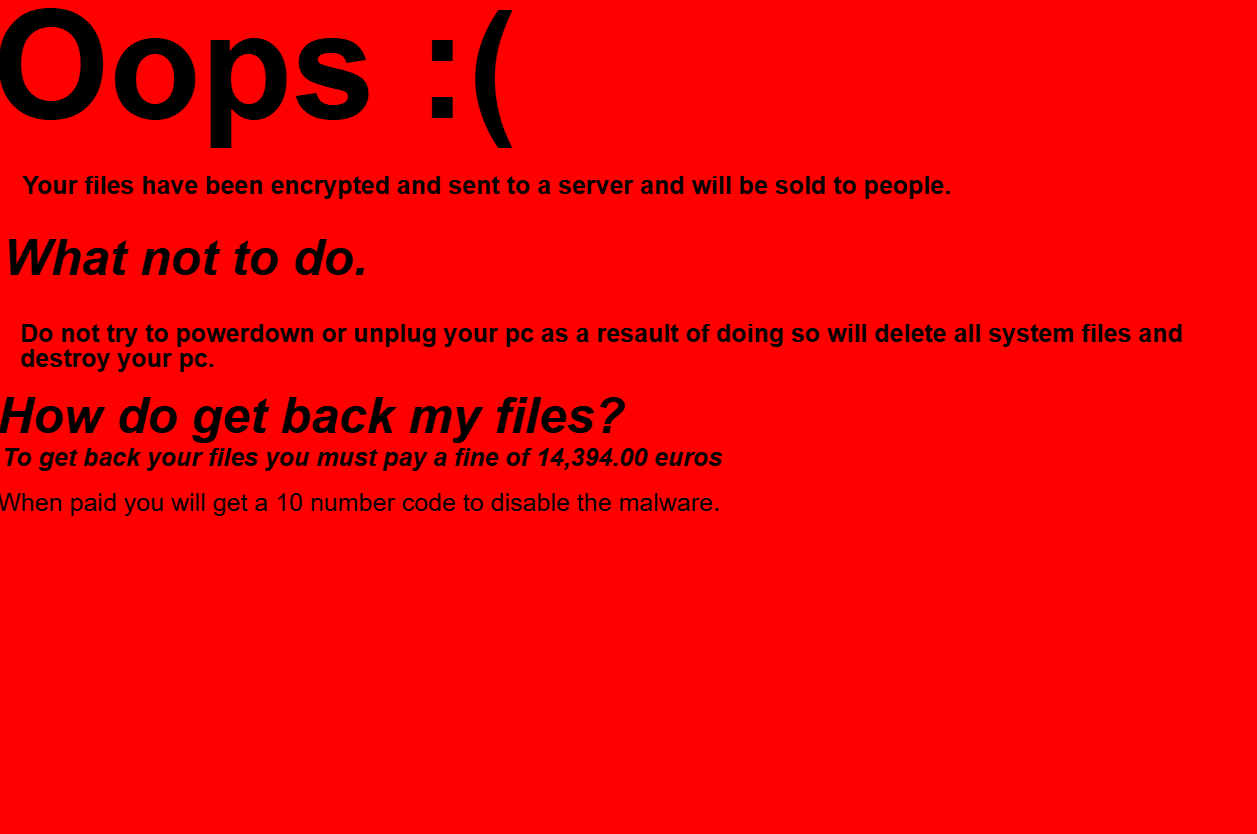 Oops :(
Your files have been encrypted and sent to a server and will be sold to people.
What not to do.
Do not try to powerdown or unplug your pc as a resault of doing so will delete all system files and
destroy your pc.
How do get back my files?
To get back your files you must pay a fine of 14,394.00 euros
When paid you will get a 10 number code to disable the malware.